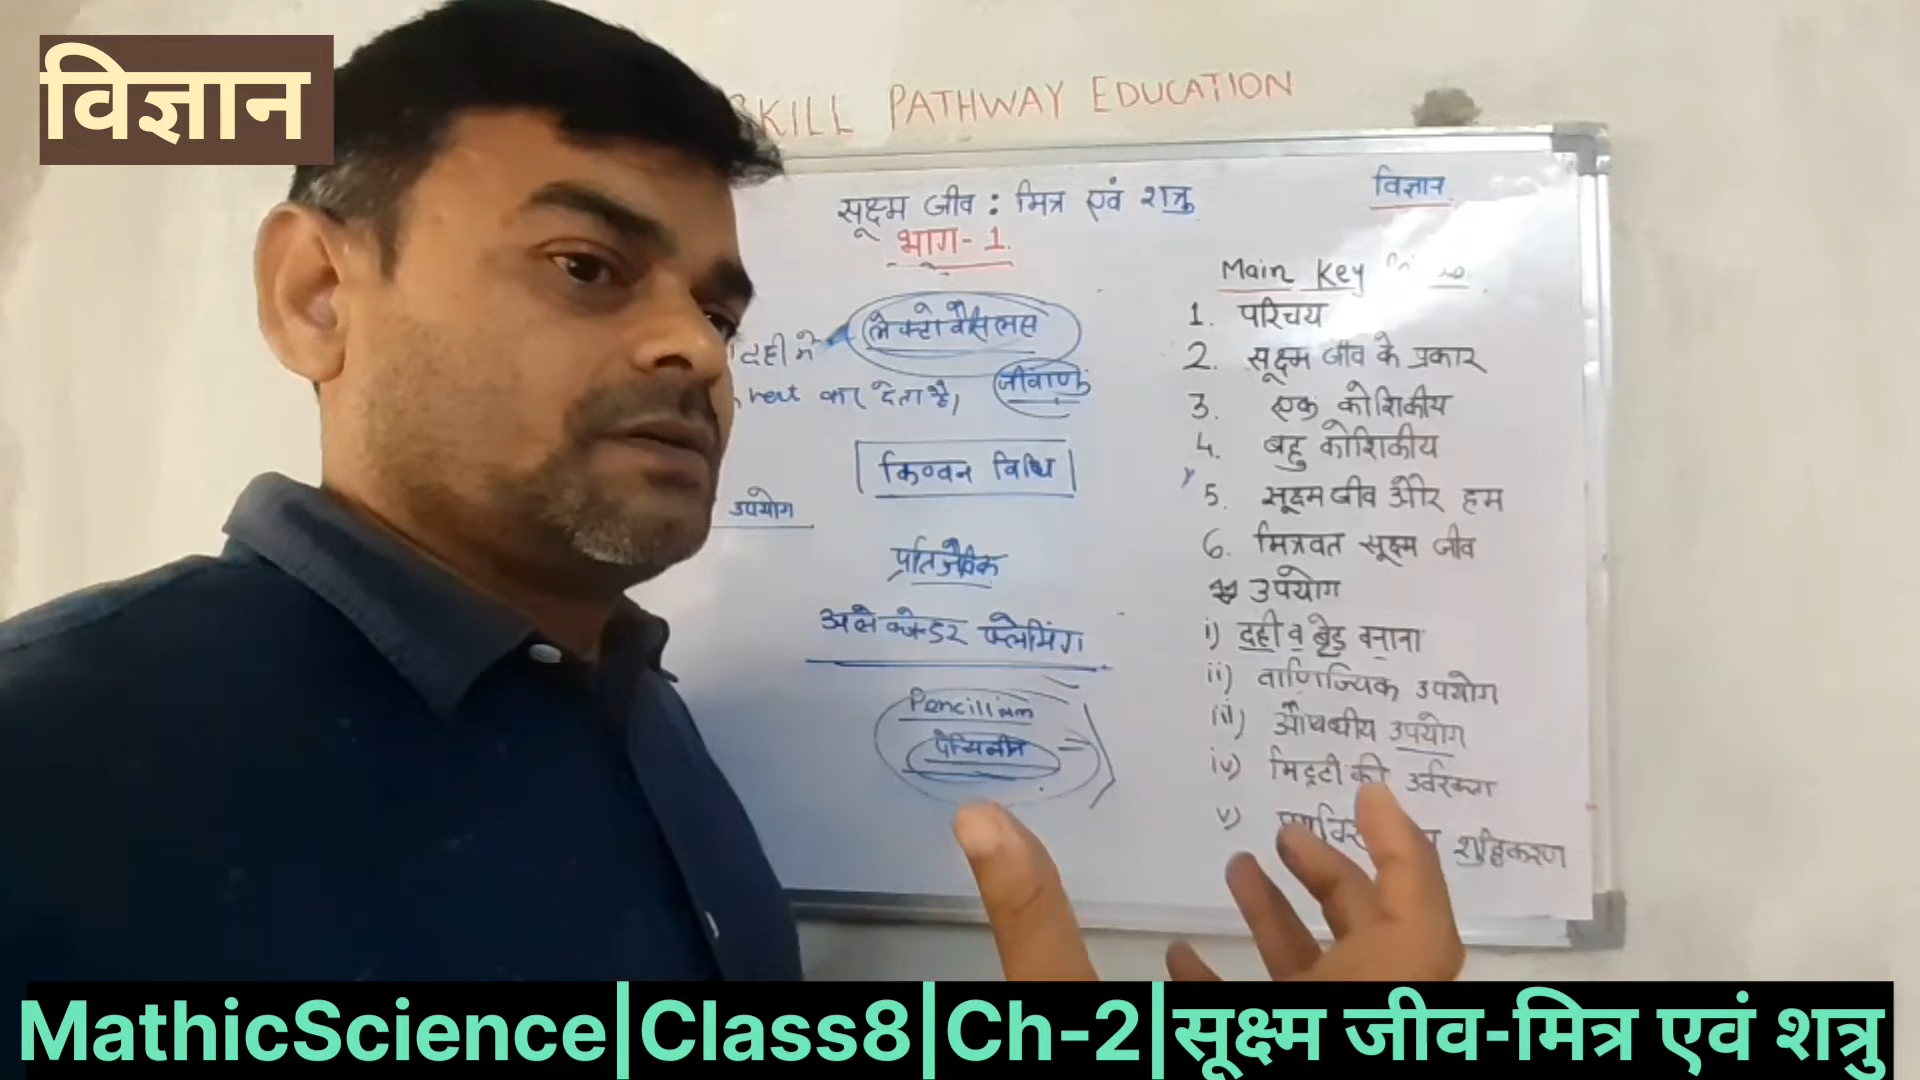 विज्ञान
SKILL PATHWAY EDUCATION
सूक्ष्म जीव : मित्र एवं शत्रु
भाग- 1.
विज्ञान
दही में
लेक्टोबैसिलस
कर देता है,
जीवाणु
किण्वन विधि
उपयोग
प्रतिजैविक
अलेक्जेंडर फ्लेमिंग
Pencillium
पेन्सिलीन
Main Key
1. परिचय
2. सूक्ष्म जीव के प्रकार
3. एक कोशिकीय
4. बहु कोशिकीय
5. सूक्ष्म जीव और हम
6. मित्रवत सूक्ष्म जीव
उपयोग
i) दही व ब्रेड बनाना
ii) वाणिज्यिक उपयोग
iii) औषधीय उपयोग
iv) मिट्टी की उर्वरकता
v) शुद्धिकरण
MathicScience|Class8|Ch-2|सूक्ष्म जीव-मित्र एवं शत्रु